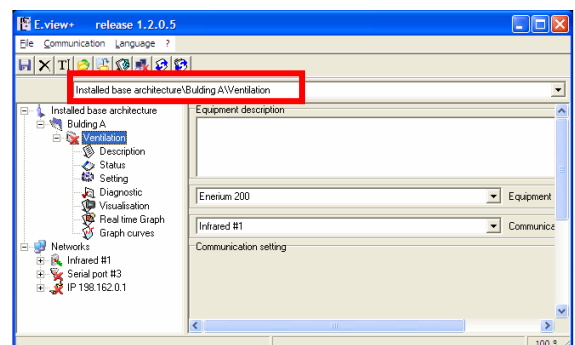 E.view+ release 1.2.0.5
File Communication Language ?
T
Installed base architecture\Bulding A\Ventilation
Installed base architecture
Bulding A
Ventilation
Description
Status
Setting
Diagnostic
Visualisation
Real time Graph
Graph curves
Networks
Infrared #1
Serial port #3
IP 198.162.0.1
Equipment description
Enerium 200
Equipment
Infrared #1
Communica
Communication setting